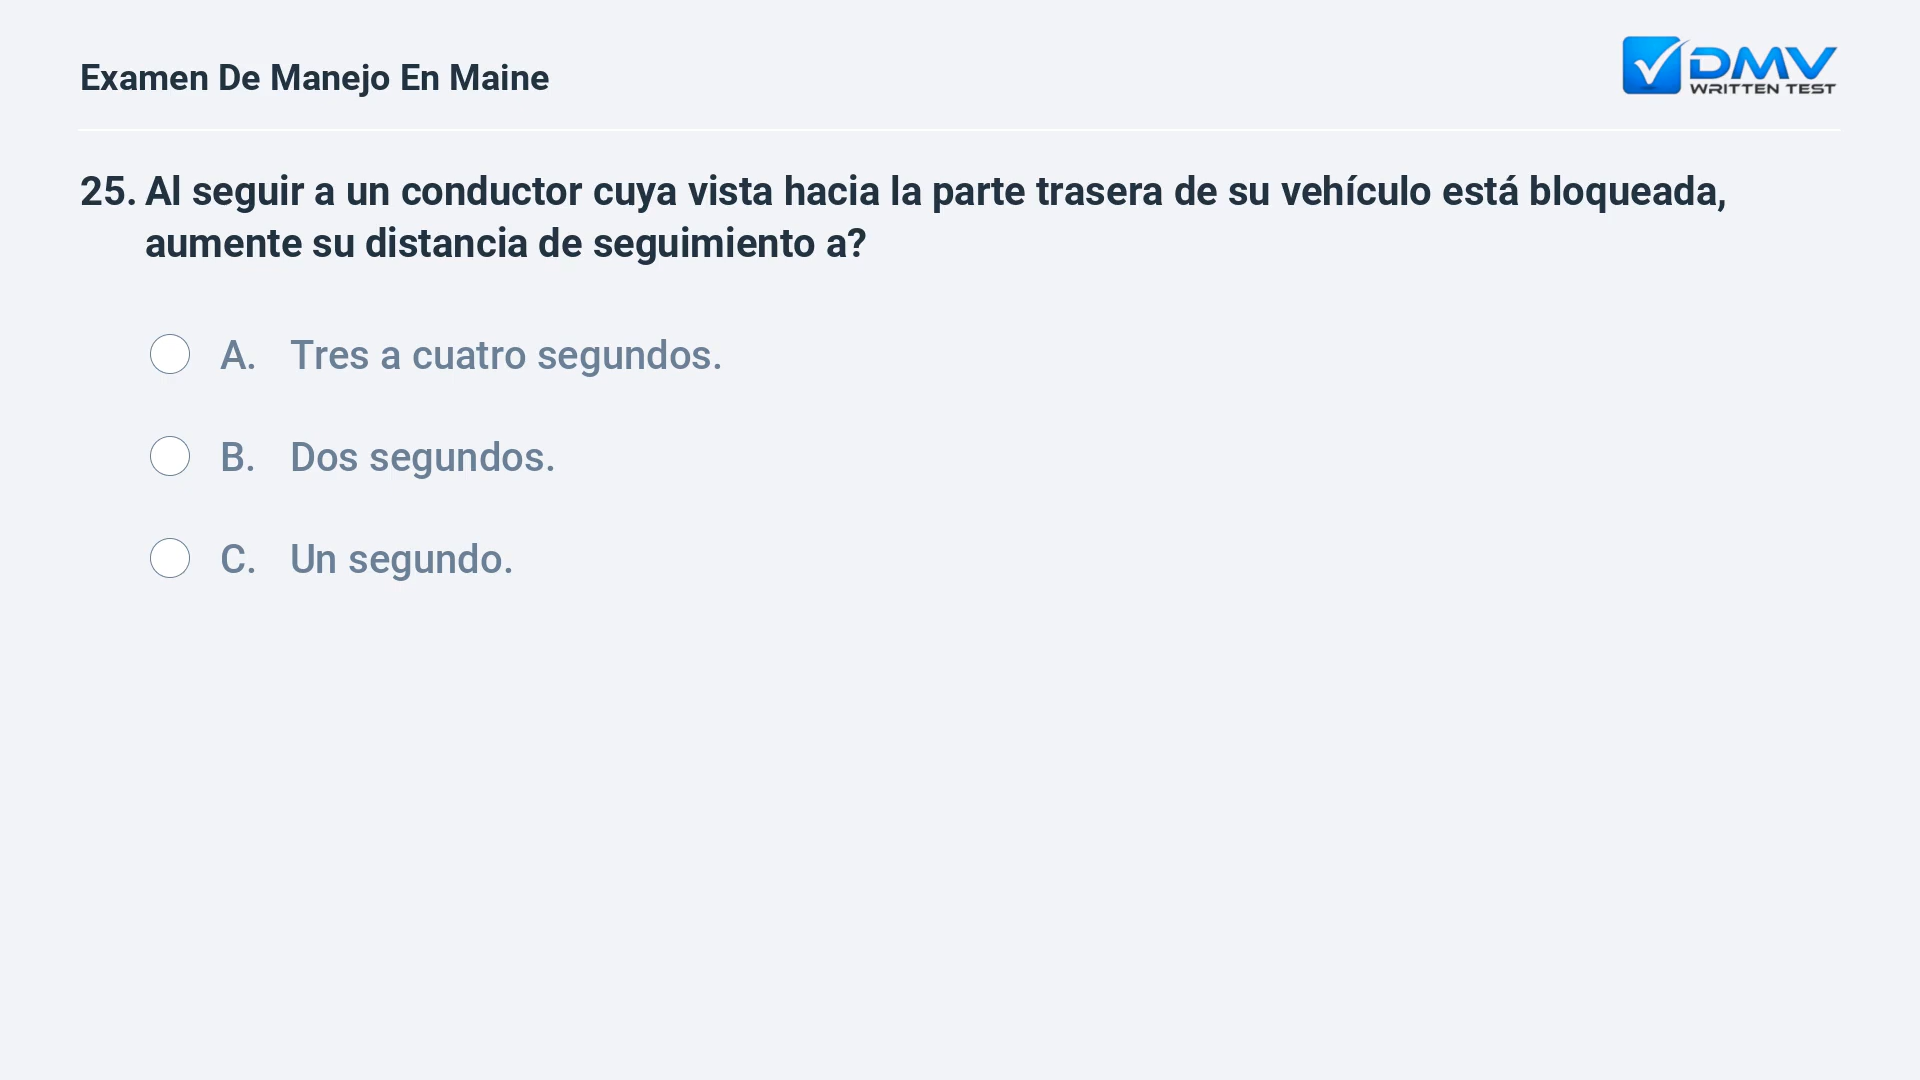 Examen De Manejo En Maine
DMV
WRITTEN TEST
25. Al seguir a un conductor cuya vista hacia la parte trasera de su vehículo está bloqueada,
aumente su distancia de seguimiento a?
A. Tres a cuatro segundos.
B. Dos segundos.
C. Un segundo.